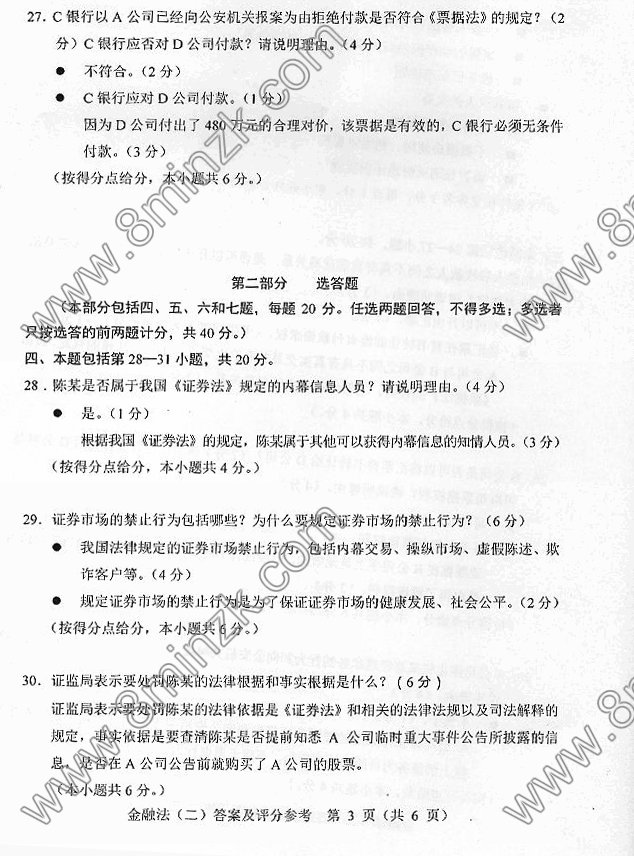 27. C 银行以 A 公司已经向公安机关报案为由拒绝付款是否符合《票据法》的规定？（2
分）C 银行应否对 D 公司付款？请说明理由。（4 分）
● 不符合。（2 分）
● C 银行应对 D 公司付款。（1 分）
因为 D 公司付出了 480 万元的合理对价，该票据是有效的，C 银行必须无条件
付款。（3 分）
（按得分点给分，本小题共 6 分。）
第二部分 选答题
（本部分包括四、五、六和七题，每题 20 分。任选两题回答，不得多选；多选者
只按选答的前两题计分，共 40 分。）
四、本题包括第 28—31 小题，共 20 分。
28．陈某是否属于我国《证券法》规定的内幕信息人员？请说明理由。（4 分）
● 是。（1 分）
根据我国《证券法》的规定，陈某属于其他可以获得内幕信息的知情人员。（3 分）
（按得分点给分，本小题共 4 分。）
29．证券市场的禁止行为包括哪些？为什么要规定证券市场的禁止行为？（6 分）
● 我国法律规定的证券市场禁止行为，包括内幕交易、操纵市场、虚假陈述、欺
诈客户等。（4 分）
● 规定证券市场的禁止行为是为了保证证券市场的健康发展、社会公平。（2 分）
（按得分点给分，本小题共 6 分。）
30．证监局表示要处罚陈某的法律根据和事实根据是什么？（6 分）
证监局表示要处罚陈某的法律依据是《证券法》和相关的法律法规以及司法解释的
规定，事实依据是要查清陈某是否提前知悉 A 公司临时重大事件公告所披露的信
息，是否在 A 公司公告前就购买了 A 公司的股票。
（本小题共 6 分。）
金融法（二）答案及评分参考 第 3 页（共 6 页）
www.8minzk.com
www.8minzk.com
www.8minzk.com
www.8minzk.com